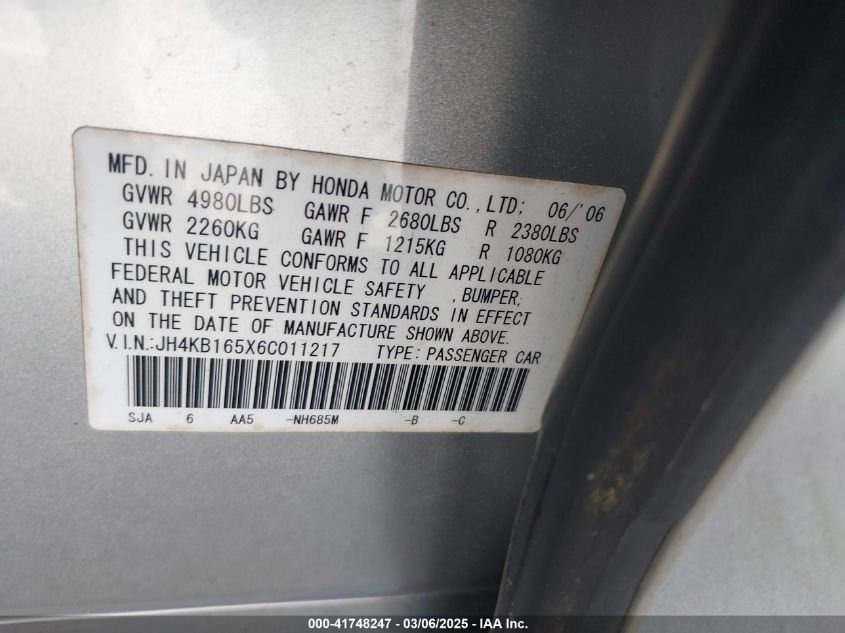 MFD. IN JAPAN BY HONDA MOTOR CO., LTD; 06/'06
GVWR 4980LBS GAWR F 2680LBS R 2380LBS
GVWR 2260KG GAWR F 1215KG R 1080KG
THIS VEHICLE CONFORMS TO ALL APPLICABLE
FEDERAL MOTOR VEHICLE SAFETY , BUMPER,
AND THEFT PREVENTION STANDARDS IN EFFECT
ON THE DATE OF MANUFACTURE SHOWN ABOVE.
V.I.N.:JH4KB165X6C011217 TYPE: PASSENGER CAR
SJA 6 AA5 -NH685M -B -C
000-41748247 - 03/06/2025 - IAA Inc.